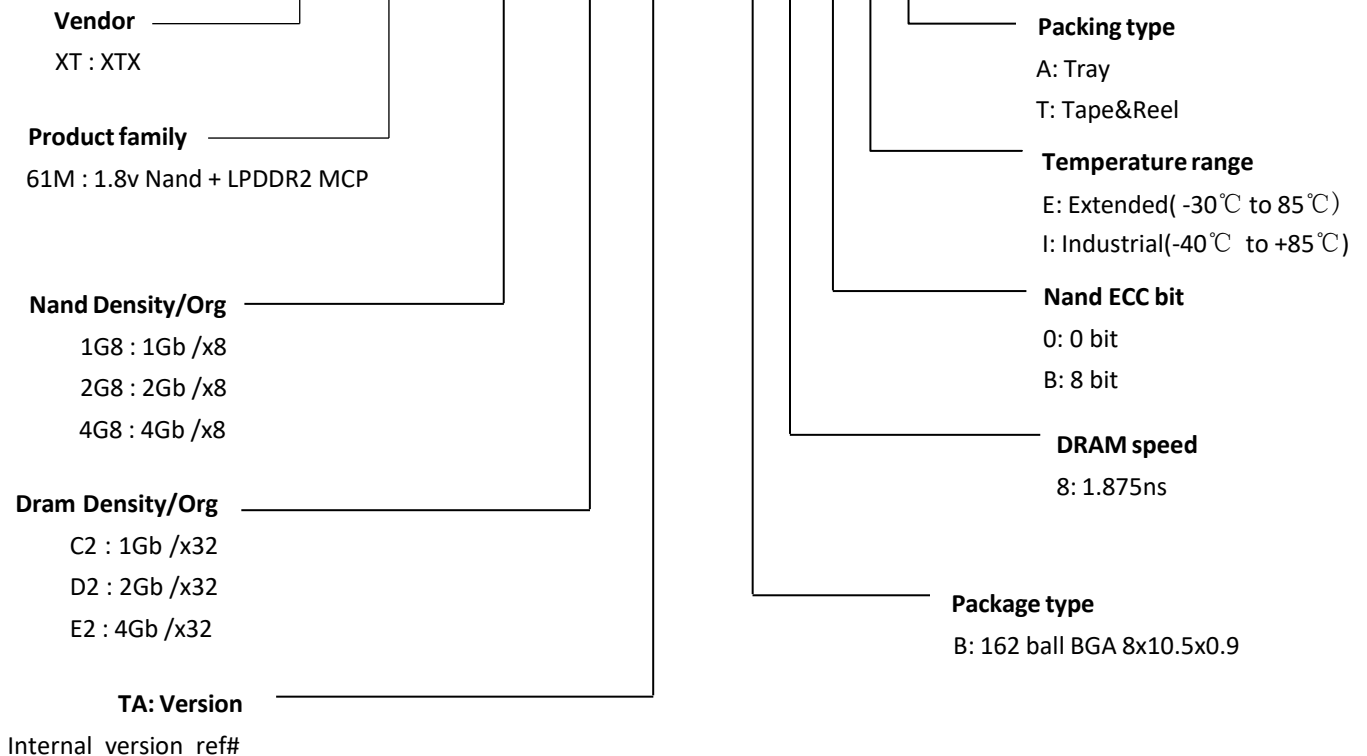 Vendor
XT : XTX
Product family
61M : 1.8v Nand + LPDDR2 MCP
Nand Density/Org
1G8 : 1Gb /x8
2G8 : 2Gb /x8
4G8 : 4Gb /x8
Dram Density/Org
C2 : 1Gb /x32
D2 : 2Gb /x32
E2 : 4Gb /x32
TA: Version
Internal version ref#
Packing type
A: Tray
T: Tape&Reel
Temperature range
E: Extended( -30℃ to 85℃）
I: Industrial(-40℃ to +85℃)
Nand ECC bit
0: 0 bit
B: 8 bit
DRAM speed
8: 1.875ns
Package type
B: 162 ball BGA 8x10.5x0.9